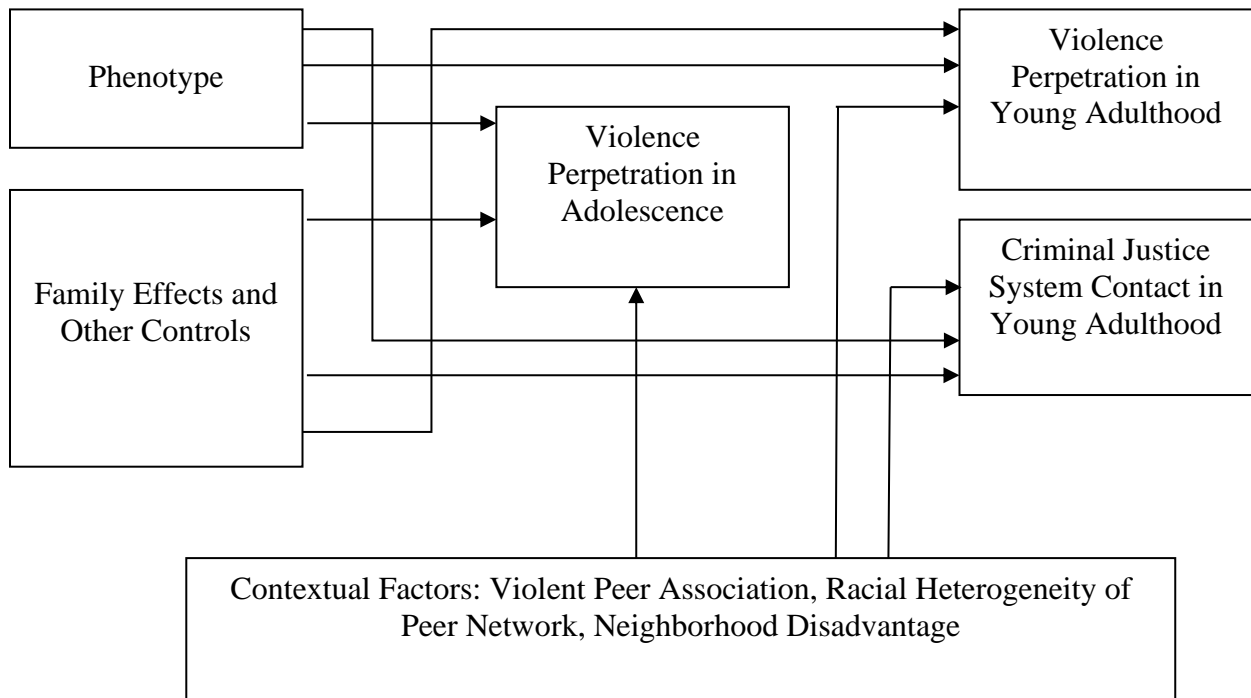 Phenotype
Violence
Perpetration in
Young Adulthood
Violence
Perpetration in
Adolescence
Family Effects and
Other Controls
Criminal Justice
System Contact in
Young Adulthood
Contextual Factors: Violent Peer Association, Racial Heterogeneity of
Peer Network, Neighborhood Disadvantage